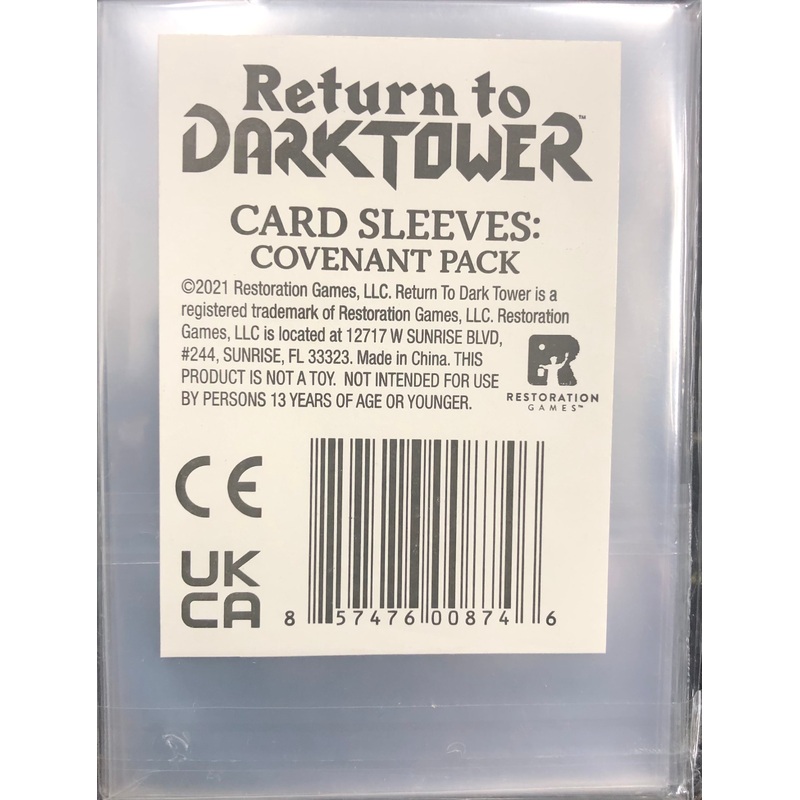 Return to
DARK TOWER™
CARD SLEEVES:
COVENANT PACK
©2021 Restoration Games, LLC. Return To Dark Tower is a
registered trademark of Restoration Games, LLC. Restoration
Games, LLC is located at 12717 W SUNRISE BLVD,
#244, SUNRISE, FL 33323. Made in China. THIS
PRODUCT IS NOT A TOY. NOT INTENDED FOR USE
BY PERSONS 13 YEARS OF AGE OR YOUNGER.
R
RESTORATION
GAMES™
CE
UK
CA
8 57476 00874 6